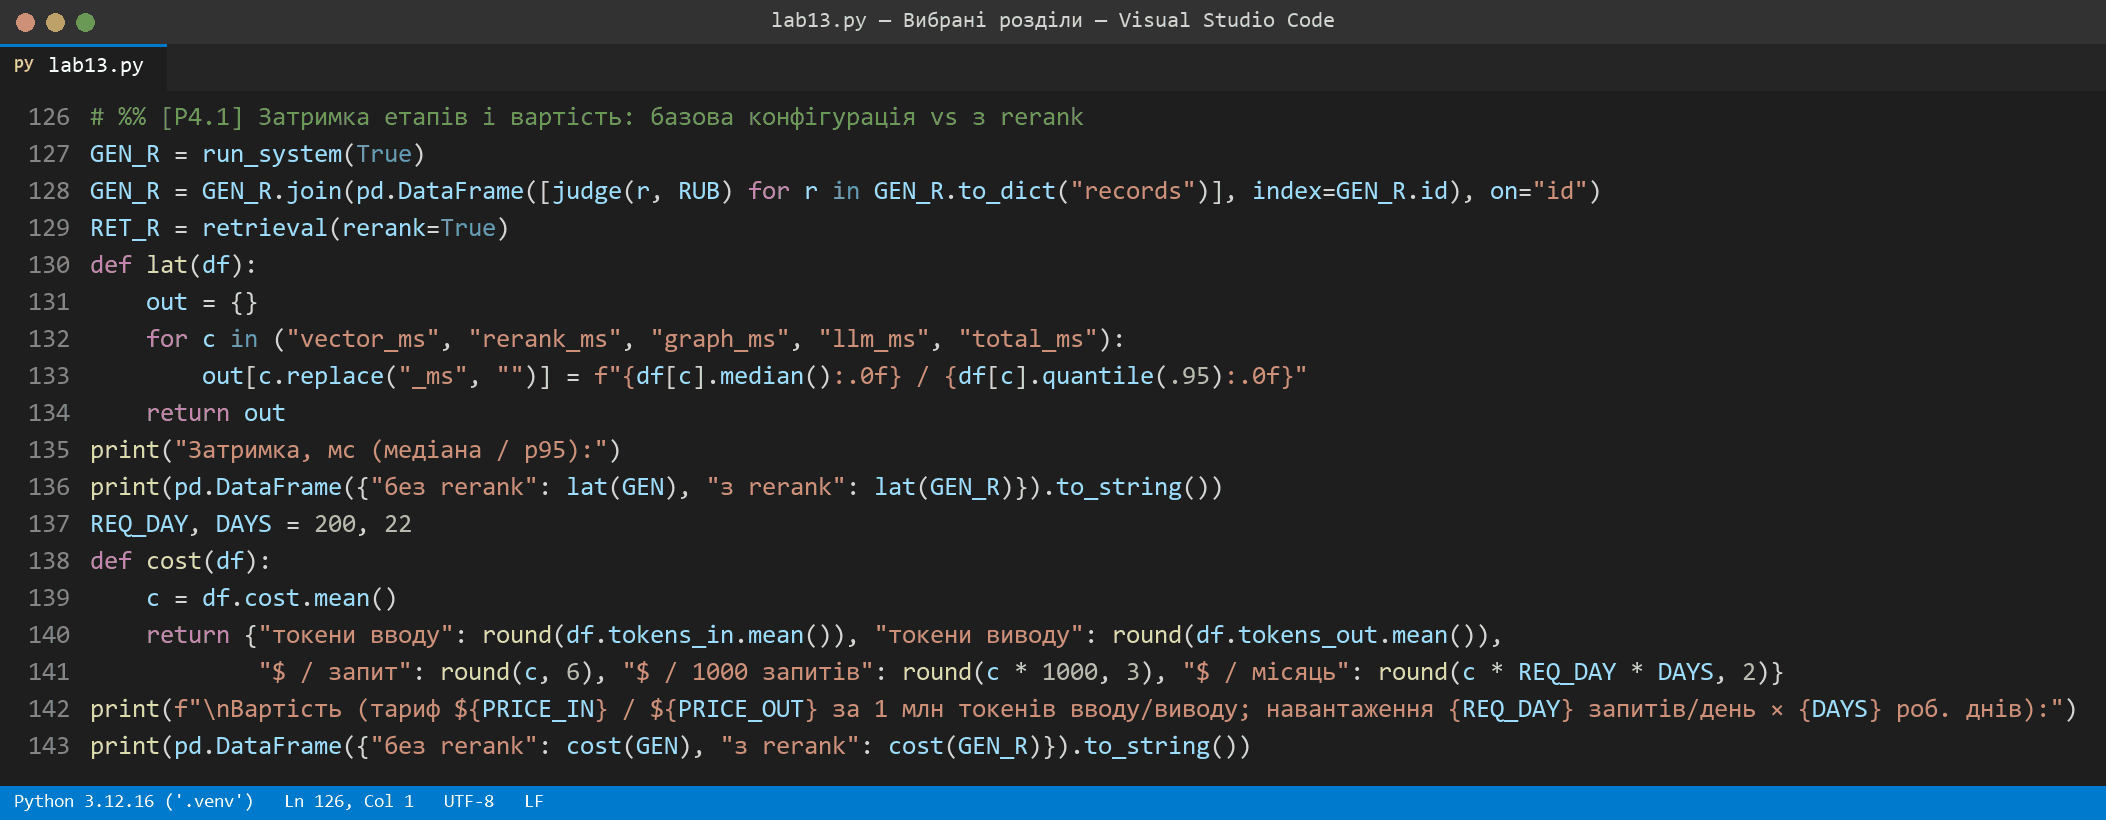 lab13.py — Вибрані розділи — Visual Studio Code
py lab13.py
126 # %% [P4.1] Затримка етапів і вартість: базова конфігурація vs з rerank
127 GEN_R = run_system(True)
128 GEN_R = GEN_R.join(pd.DataFrame([judge(r, RUB) for r in GEN_R.to_dict("records")], index=GEN_R.id), on="id")
129 RET_R = retrieval(rerank=True)
130 def lat(df):
131     out = {}
132     for c in ("vector_ms", "rerank_ms", "graph_ms", "llm_ms", "total_ms"):
133         out[c.replace("_ms", "")] = f"{df[c].median():.0f} / {df[c].quantile(.95):.0f}"
134     return out
135 print("Затримка, мс (медіана / p95):")
136 print(pd.DataFrame({"без rerank": lat(GEN), "з rerank": lat(GEN_R)}).to_string())
137 REQ_DAY, DAYS = 200, 22
138 def cost(df):
139     c = df.cost.mean()
140     return {"токени вводу": round(df.tokens_in.mean()), "токени виводу": round(df.tokens_out.mean()),
141             "$ / запит": round(c, 6), "$ / 1000 запитів": round(c * 1000, 3), "$ / місяць": round(c * REQ_DAY * DAYS, 2)}
142 print(f"\nВартість (тариф ${PRICE_IN} / ${PRICE_OUT} за 1 млн токенів вводу/виводу; навантаження {REQ_DAY} запитів/день × {DAYS} роб. днів):")
143 print(pd.DataFrame({"без rerank": cost(GEN), "з rerank": cost(GEN_R)}).to_string())
Python 3.12.16 ('.venv') Ln 126, Col 1 UTF-8 LF